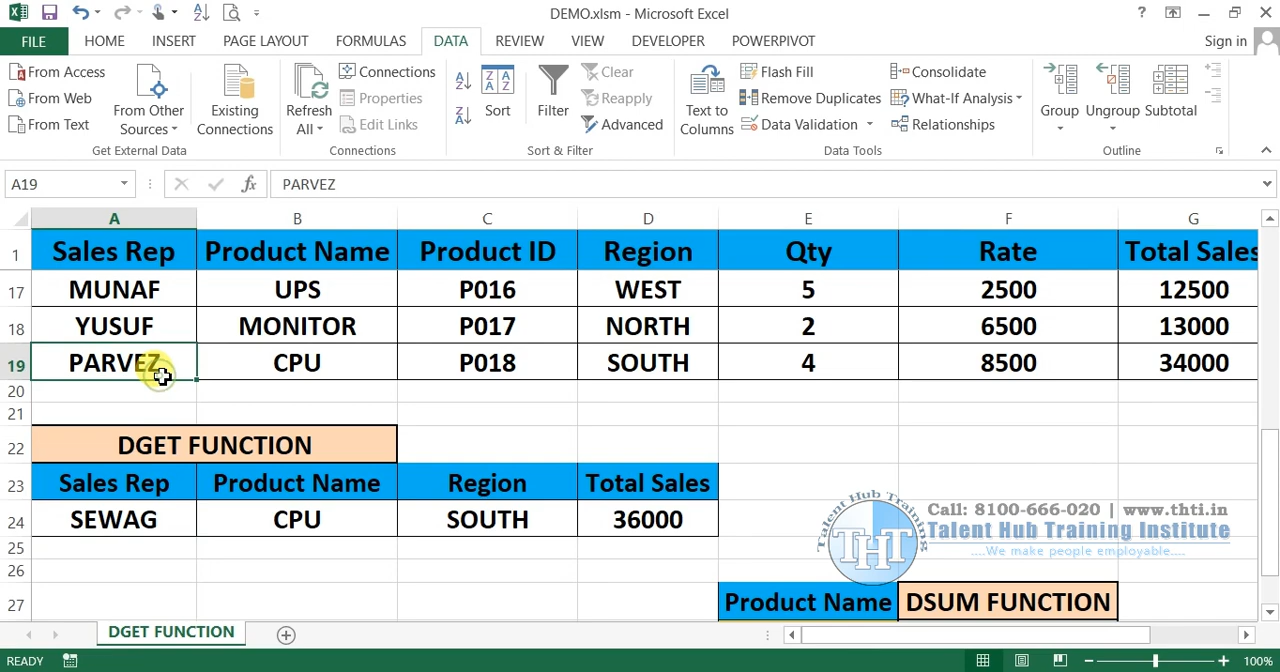 DEMO.xlsm - Microsoft Excel
FILE HOME INSERT PAGE LAYOUT FORMULAS DATA REVIEW VIEW DEVELOPER POWERPIVOT Sign in
From Access
From Web
From Text
From Other Sources
Existing Connections
Get External Data
Refresh All
Connections
Properties
Edit Links
Connections
Sort
Filter
Clear
Reapply
Advanced
Sort & Filter
Text to Columns
Flash Fill
Remove Duplicates
Data Validation
Consolidate
What-If Analysis
Relationships
Data Tools
Group
Ungroup
Subtotal
Outline
A19 fx PARVEZ
A B C D E F G
1 Sales Rep Product Name Product ID Region Qty Rate Total Sales
17 MUNAF UPS P016 WEST 5 2500 12500
18 YUSUF MONITOR P017 NORTH 2 6500 13000
19 PARVEZ CPU P018 SOUTH 4 8500 34000
20
21
22 DGET FUNCTION
23 Sales Rep Product Name Region Total Sales
24 SEWAG CPU SOUTH 36000
25
26
27 Product Name DSUM FUNCTION
Talent Hub Training
THT
Call: 8100-666-020 | www.thti.in
Talent Hub Training Institute
....We make people employable....
DGET FUNCTION
READY 100%